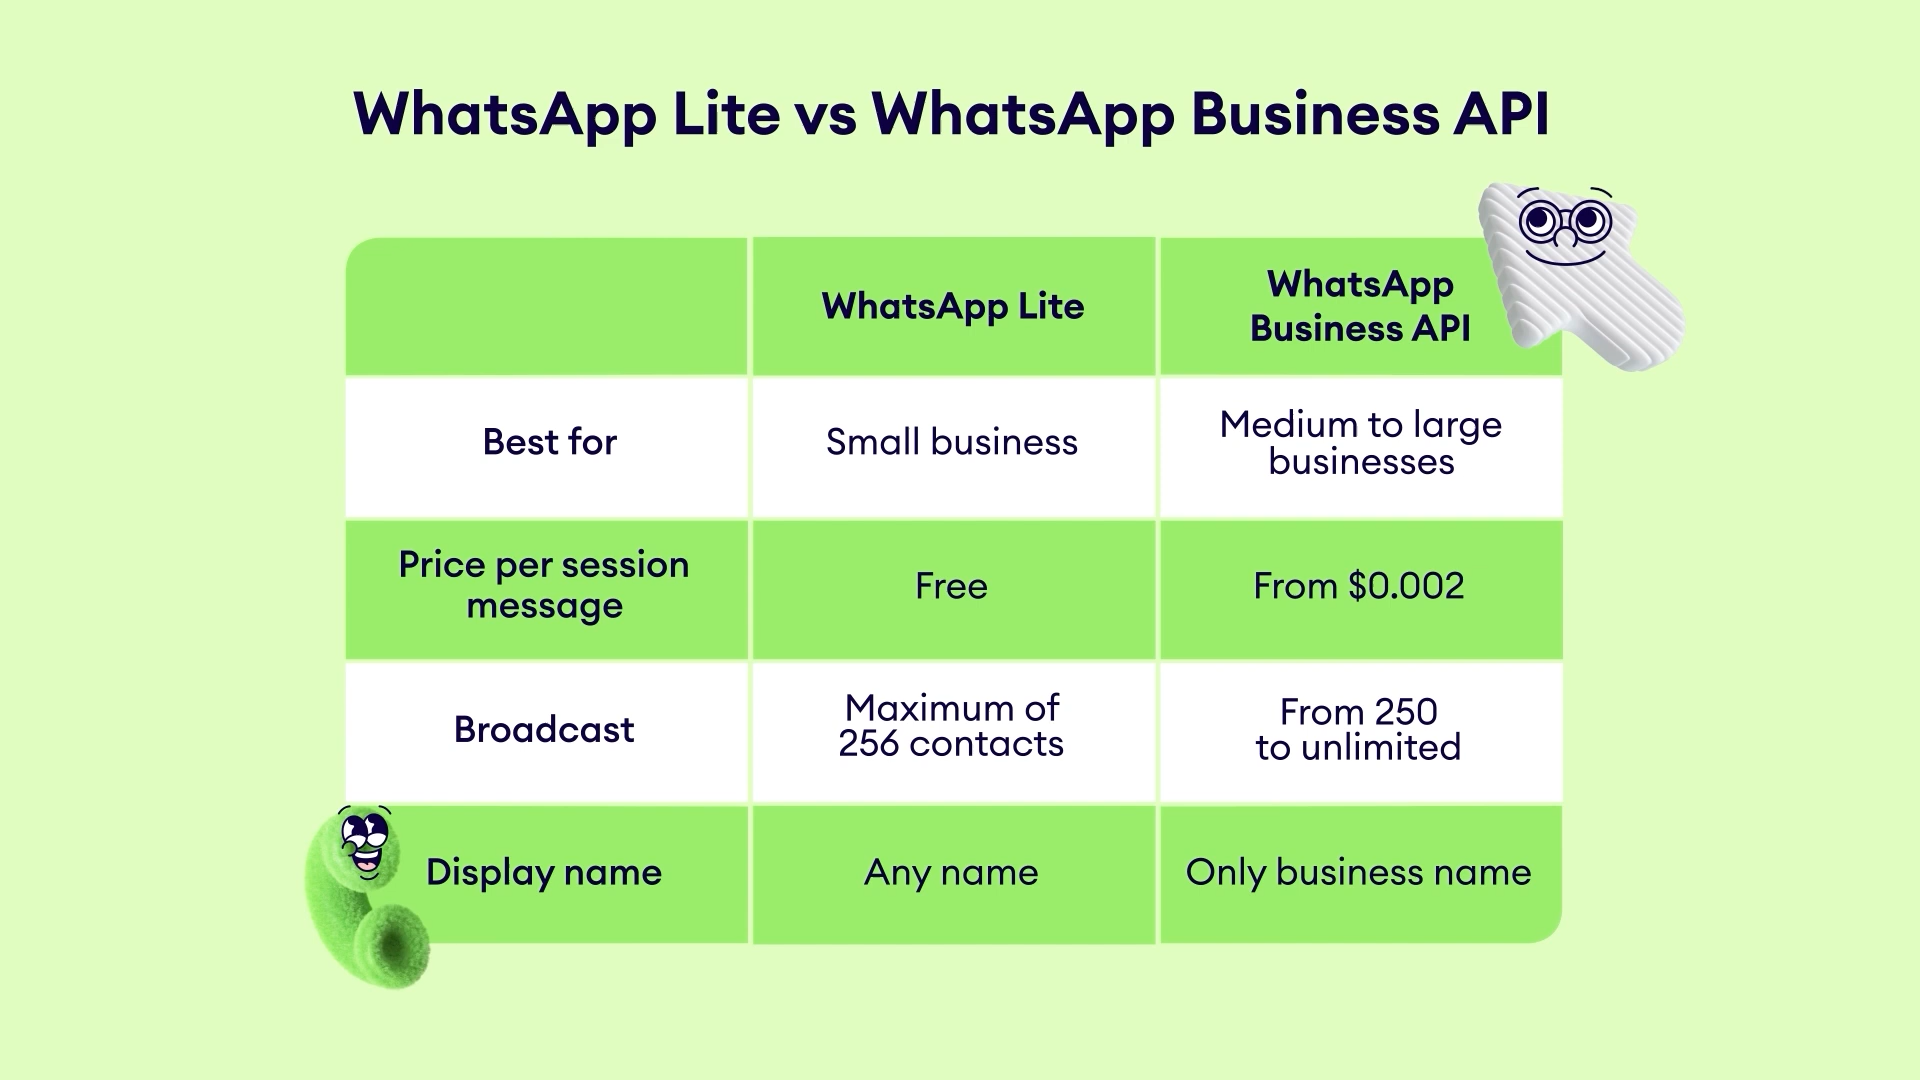 WhatsApp Lite vs WhatsApp Business API
WhatsApp Lite
WhatsApp
Business API
Best for
Small business
Medium to large
businesses
Price per session
message
Free
From $0.002
Broadcast
Maximum of
256 contacts
From 250
to unlimited
Display name
Any name
Only business name